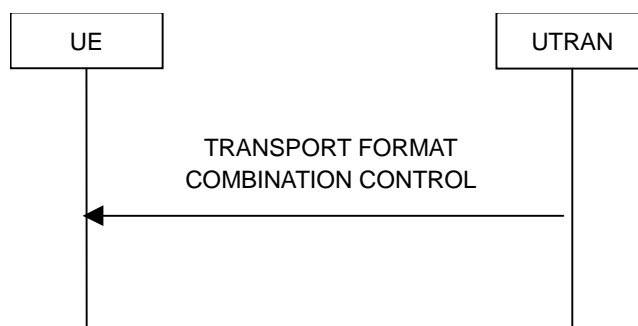 UE
UTRAN
TRANSPORT FORMAT
COMBINATION CONTROL